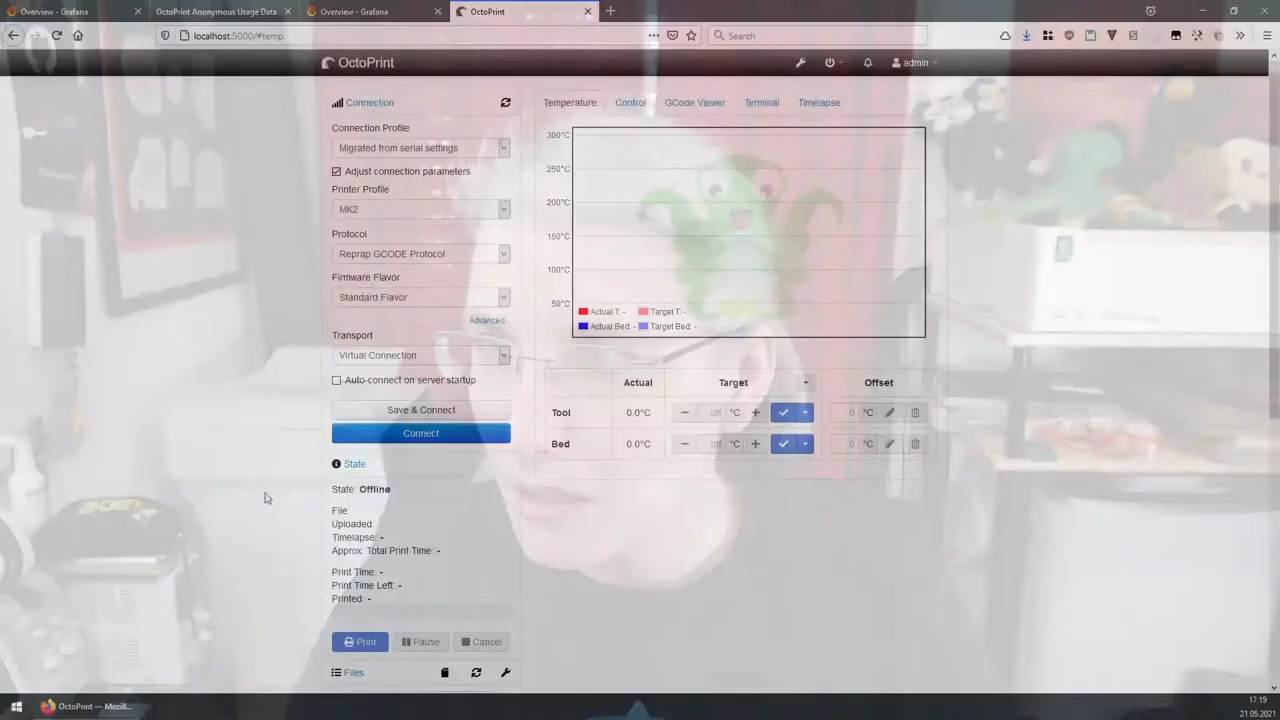 Overview - Grafana
OctoPrint Anonymous Usage Data
Overview - Grafana
OctoPrint
localhost:5000/#temp
Search
OctoPrint
admin
Connection
Connection Profile
Migrated from serial settings
Adjust connection parameters
Printer Profile
MK2
Protocol
Reprap GCODE Protocol
Firmware Flavor
Standard Flavor
Advanced
Transport
Virtual Connection
Auto-connect on server startup
Save & Connect
Connect
State
State: Offline
File
Uploaded:
Timelapse: -
Approx. Total Print Time: -
Print Time: -
Print Time Left: -
Printed: -
Print Pause Cancel
Files
Temperature Control GCode Viewer Terminal Timelapse
300°C
250°C
200°C
150°C
100°C
50°C
Actual T: - Target T: -
Actual Bed: - Target Bed: -
Actual Target Offset
Tool 0.0°C off °C 0 °C
Bed 0.0°C off °C 0 °C
OctoPrint — Mozill...
17:19
21.05.2021